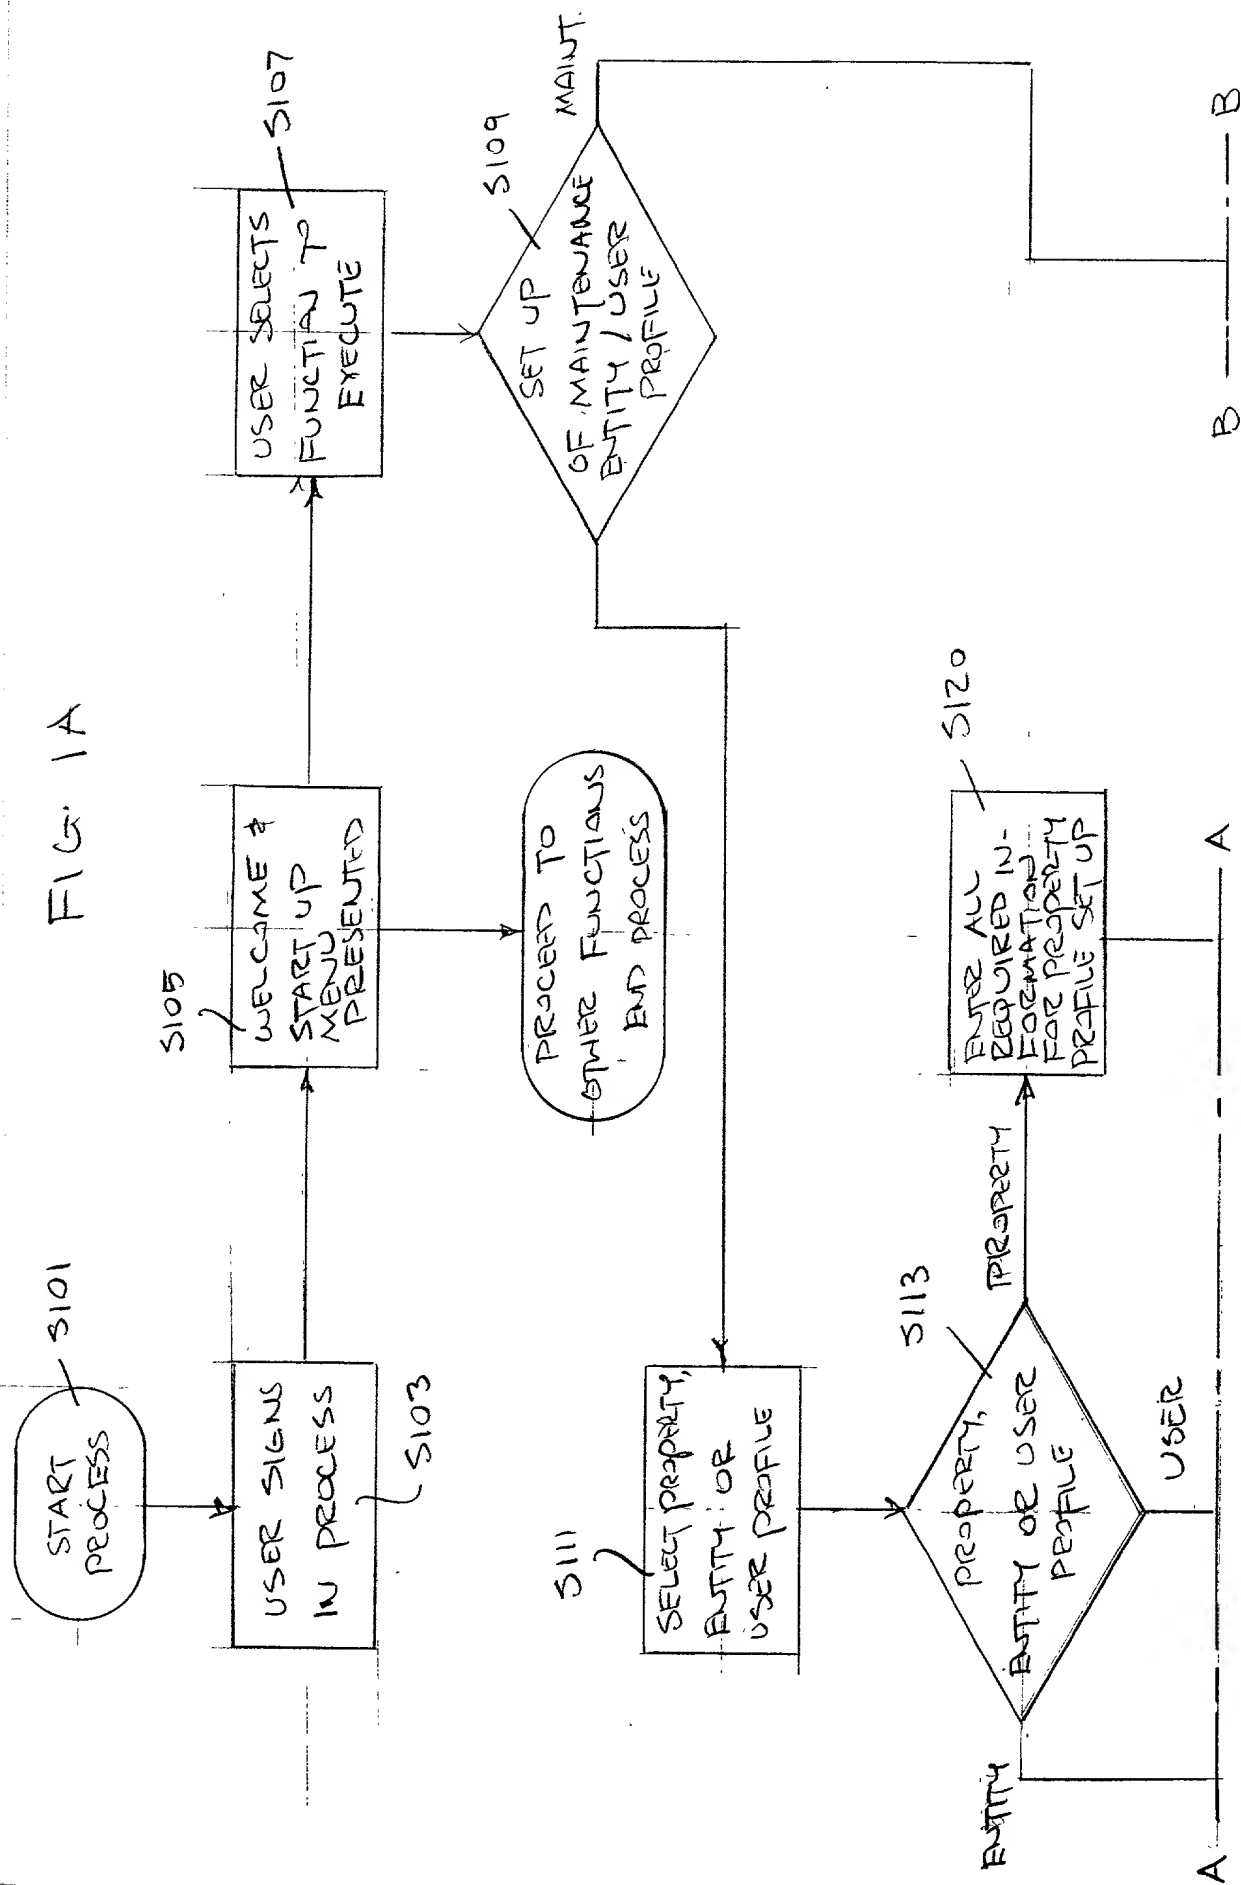 FIG. 1A
START
PROCESS
S101
USER SIGNS
IN PROCESS
S103
S105
WELCOME &
START UP
MENU
PRESENTED
USER SELECTS
FUNCTION TO
EXECUTE
S107
PROCEED TO
OTHER FUNCTIONS
END PROCESS
S109
SET UP
OF MAINTENANCE
ENTITY / USER
PROFILE
MAINT.
S111
SELECT PROPERTY,
ENTITY OR
USER PROFILE
S113
PROPERTY,
ENTITY OR USER
PROFILE
ENTITY
PROPERTY
USER
S120
ENTER ALL
REQUIRED IN-
FORMATION
FOR PROPERTY
PROFILE SET UP
A
A
B
B